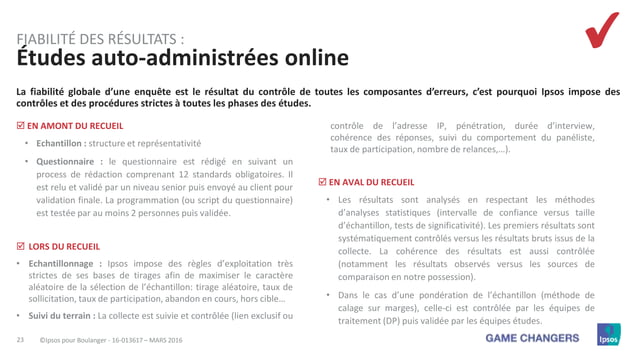 FIABILITÉ DES RÉSULTATS :
Études auto-administrées online
La fiabilité globale d’une enquête est le résultat du contrôle de toutes les composantes d’erreurs, c’est pourquoi Ipsos impose des
contrôles et des procédures strictes à toutes les phases des études.
EN AMONT DU RECUEIL
• Echantillon : structure et représentativité
• Questionnaire : le questionnaire est rédigé en suivant un
process de rédaction comprenant 12 standards obligatoires. Il
est relu et validé par un niveau senior puis envoyé au client pour
validation finale. La programmation (ou script du questionnaire)
est testée par au moins 2 personnes puis validée.
LORS DU RECUEIL
• Echantillonnage : Ipsos impose des règles d’exploitation très
strictes de ses bases de tirages afin de maximiser le caractère
aléatoire de la sélection de l’échantillon: tirage aléatoire, taux de
sollicitation, taux de participation, abandon en cours, hors cible…
• Suivi du terrain : La collecte est suivie et contrôlée (lien exclusif ou
contrôle de l’adresse IP, pénétration, durée d’interview,
cohérence des réponses, suivi du comportement du panéliste,
taux de participation, nombre de relances,…).
EN AVAL DU RECUEIL
• Les résultats sont analysés en respectant les méthodes
d’analyses statistiques (intervalle de confiance versus taille
d’échantillon, tests de significativité). Les premiers résultats sont
systématiquement contrôlés versus les résultats bruts issus de la
collecte. La cohérence des résultats est aussi contrôlée
(notamment les résultats observés versus les sources de
comparaison en notre possession).
• Dans le cas d’une pondération de l’échantillon (méthode de
calage sur marges), celle-ci est contrôlée par les équipes de
traitement (DP) puis validée par les équipes études.
23 ©Ipsos pour Boulanger - 16-013617 – MARS 2016
GAME CHANGERS
Ipsos